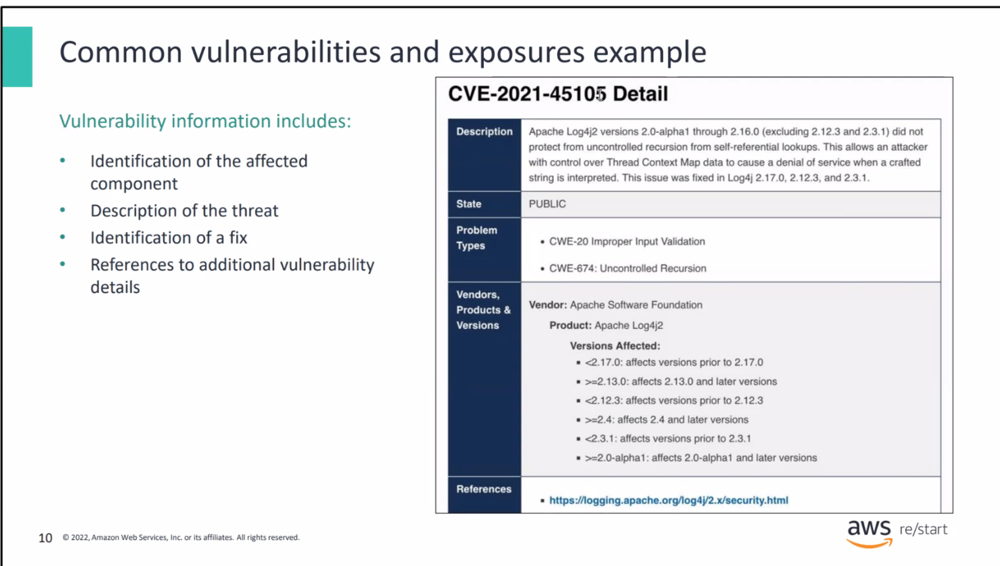 Common vulnerabilities and exposures example
Vulnerability information includes:
• Identification of the affected
component
• Description of the threat
• Identification of a fix
• References to additional vulnerability
details
CVE-2021-45105 Detail
Description
Apache Log4j2 versions 2.0-alpha1 through 2.16.0 (excluding 2.12.3 and 2.3.1) did not
protect from uncontrolled recursion from self-referential lookups. This allows an attacker
with control over Thread Context Map data to cause a denial of service when a crafted
string is interpreted. This issue was fixed in Log4j 2.17.0, 2.12.3, and 2.3.1.
State
PUBLIC
Problem
Types
• CWE-20 Improper Input Validation
• CWE-674: Uncontrolled Recursion
Vendors,
Products &
Versions
Vendor: Apache Software Foundation
Product: Apache Log4j2
Versions Affected:
▪ <2.17.0: affects versions prior to 2.17.0
▪ >=2.13.0: affects 2.13.0 and later versions
▪ <2.12.3: affects versions prior to 2.12.3
▪ >=2.4: affects 2.4 and later versions
▪ <2.3.1: affects versions prior to 2.3.1
▪ >=2.0-alpha1: affects 2.0-alpha1 and later versions
References
▪ https://logging.apache.org/log4j/2.x/security.html
10 © 2022, Amazon Web Services, Inc. or its affiliates. All rights reserved.
aws re/start